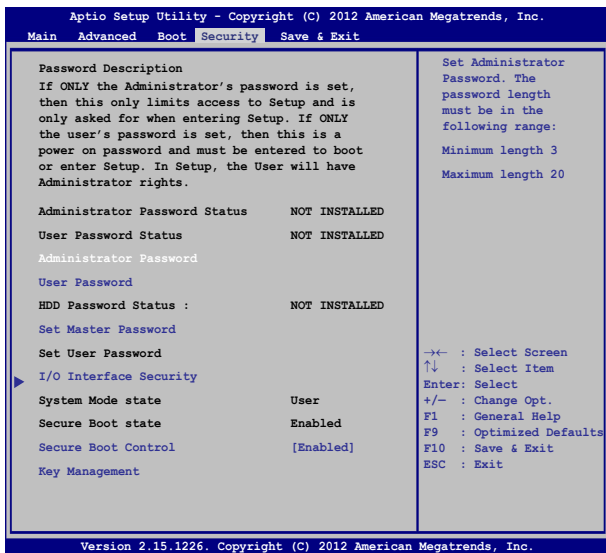 Aptio Setup Utility - Copyright (C) 2012 American Megatrends, Inc.
Main Advanced Boot Security Save & Exit
Password Description
If ONLY the Administrator's password is set,
then this only limits access to Setup and is
only asked for when entering Setup. If ONLY
the user's password is set, then this is a
power on password and must be entered to boot
or enter Setup. In Setup, the User will have
Administrator rights.
Administrator Password Status NOT INSTALLED
User Password Status NOT INSTALLED
Administrator Password
User Password
HDD Password Status : NOT INSTALLED
Set Master Password
Set User Password
I/O Interface Security
System Mode state User
Secure Boot state Enabled
Secure Boot Control [Enabled]
Key Management
Set Administrator
Password. The
password length
must be in the
following range:
Minimum length 3
Maximum length 20
→← : Select Screen
↑↓ : Select Item
Enter: Select
+/— : Change Opt.
F1 : General Help
F9 : Optimized Defaults
F10 : Save & Exit
ESC : Exit
Version 2.15.1226. Copyright (C) 2012 American Megatrends, Inc.